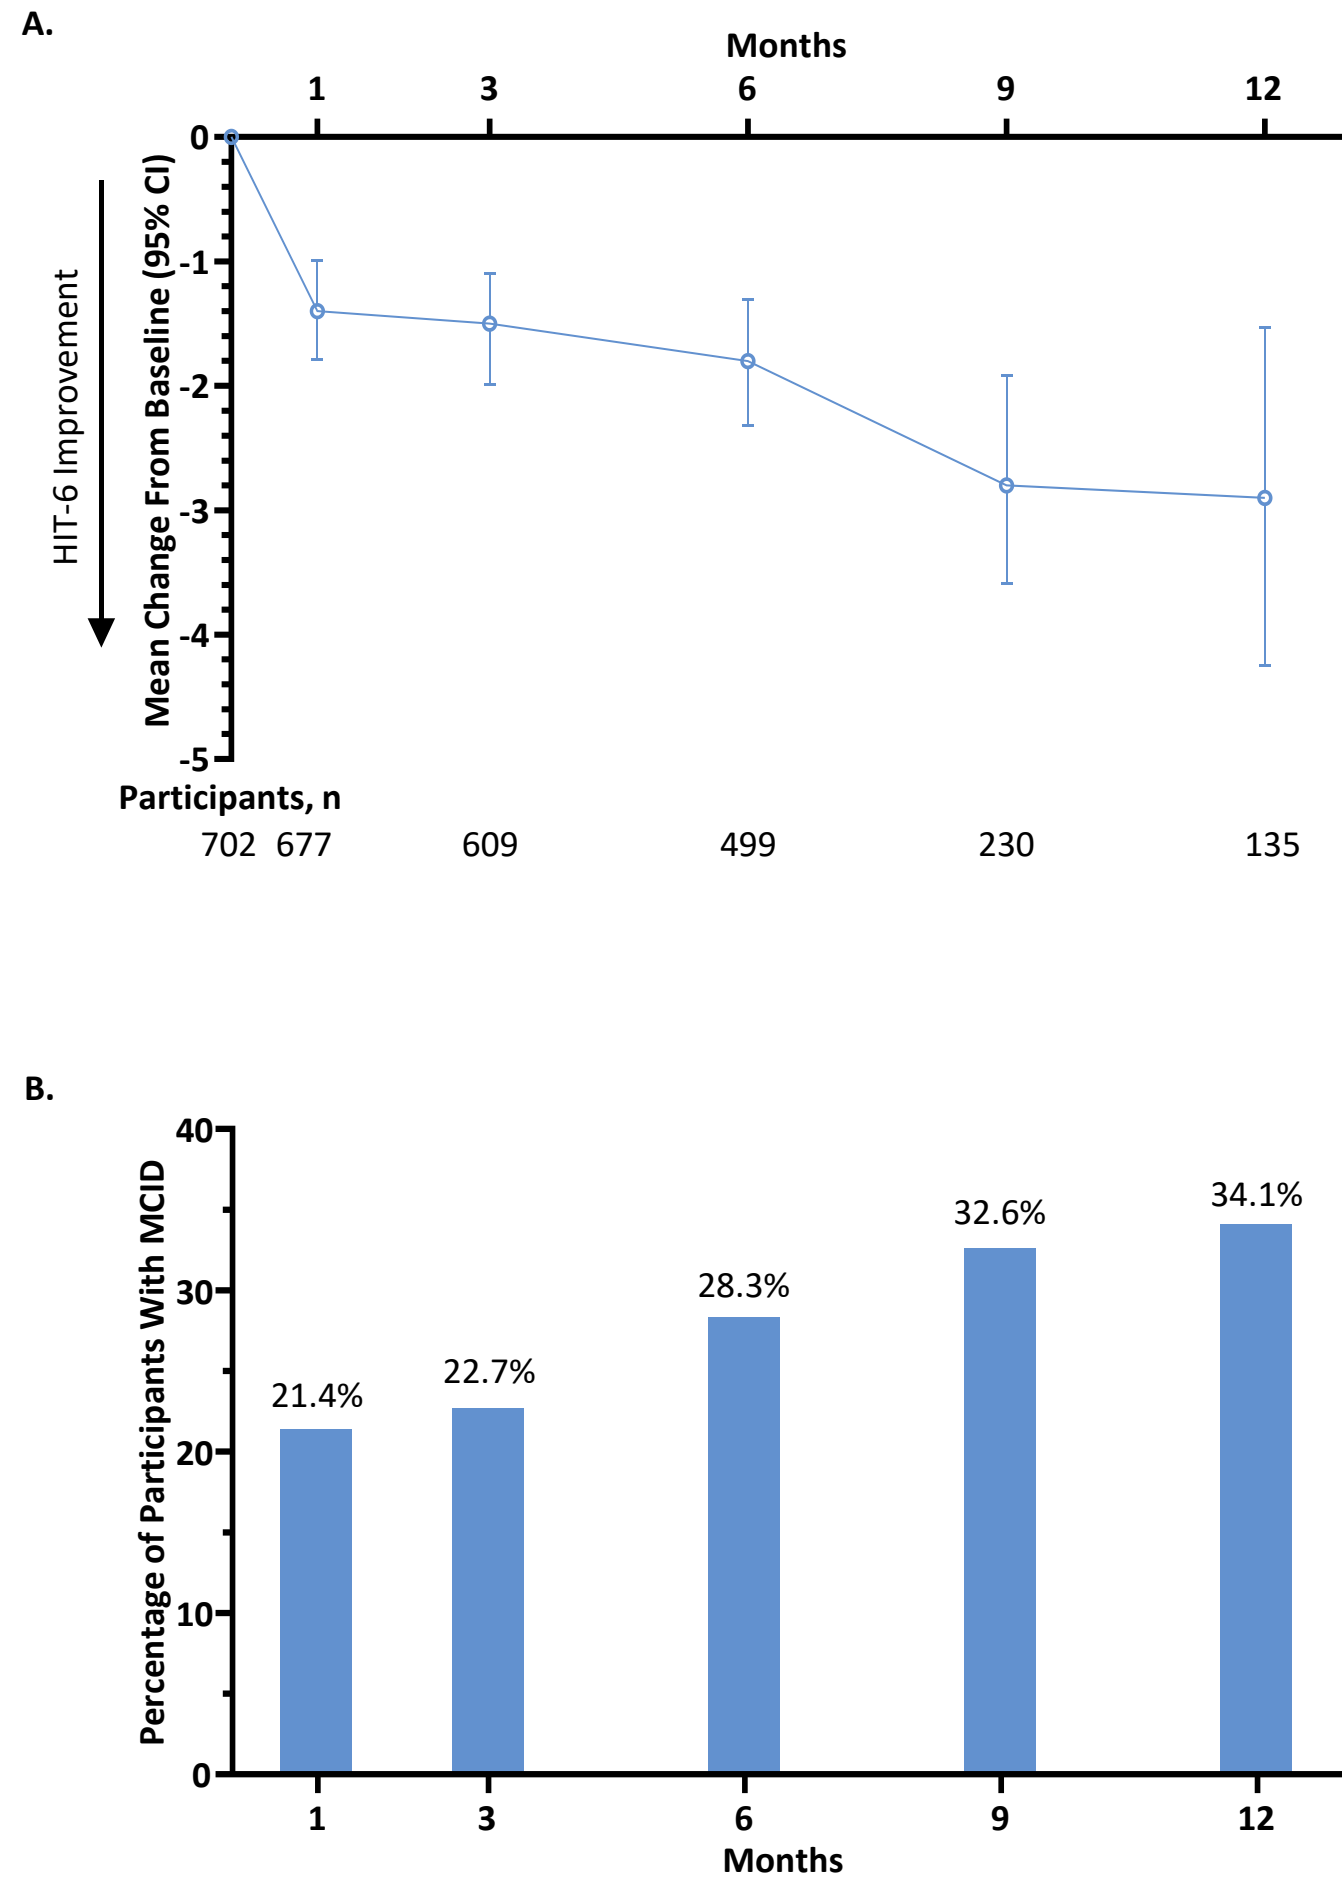 A.
Months
1 3 6 9 12
0
-1
-2
-3
-4
-5
Mean Change From Baseline (95% CI)
HIT-6 Improvement
Participants, n
702 677 609 499 230 135
B.
40
30
20
10
0
Percentage of Participants With MCID
21.4%
22.7%
28.3%
32.6%
34.1%
1 3 6 9 12
Months